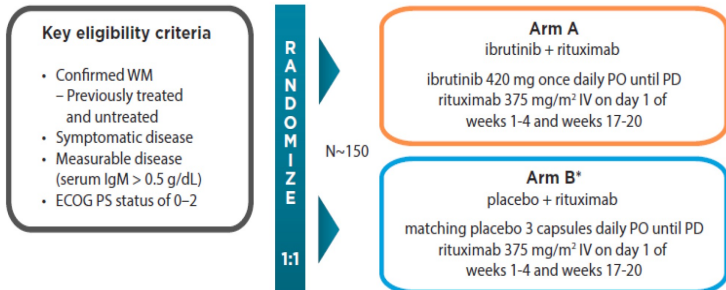 Key eligibility criteria
• Confirmed WM
– Previously treated
and untreated
• Symptomatic disease
• Measurable disease
(serum IgM > 0.5 g/dL)
• ECOG PS status of 0–2
RANDOMIZE
1:1
N~150
Arm A
ibrutinib + rituximab
ibrutinib 420 mg once daily PO until PD
rituximab 375 mg/m² IV on day 1 of
weeks 1-4 and weeks 17-20
Arm B*
placebo + rituximab
matching placebo 3 capsules daily PO until PD
rituximab 375 mg/m² IV on day 1 of
weeks 1-4 and weeks 17-20